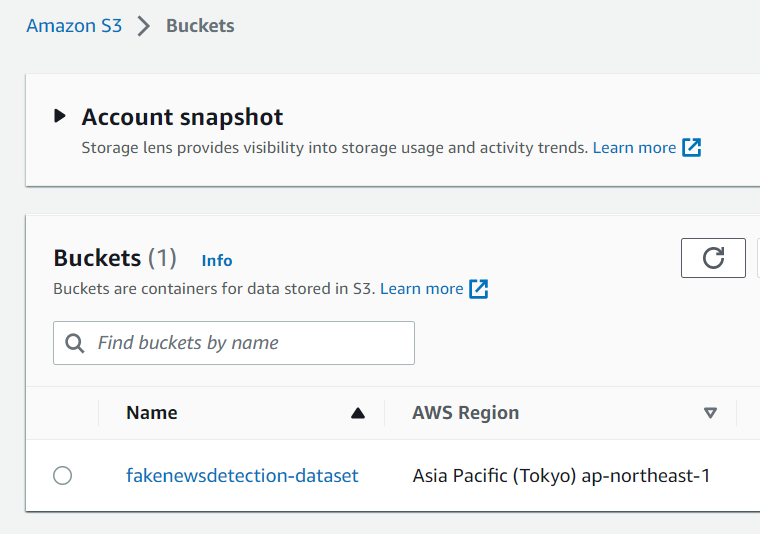 Amazon S3 > Buckets
Account snapshot
Storage lens provides visibility into storage usage and activity trends. Learn more
Buckets (1) Info
Buckets are containers for data stored in S3. Learn more
Find buckets by name
Name AWS Region
fakenewsdetection-dataset Asia Pacific (Tokyo) ap-northeast-1